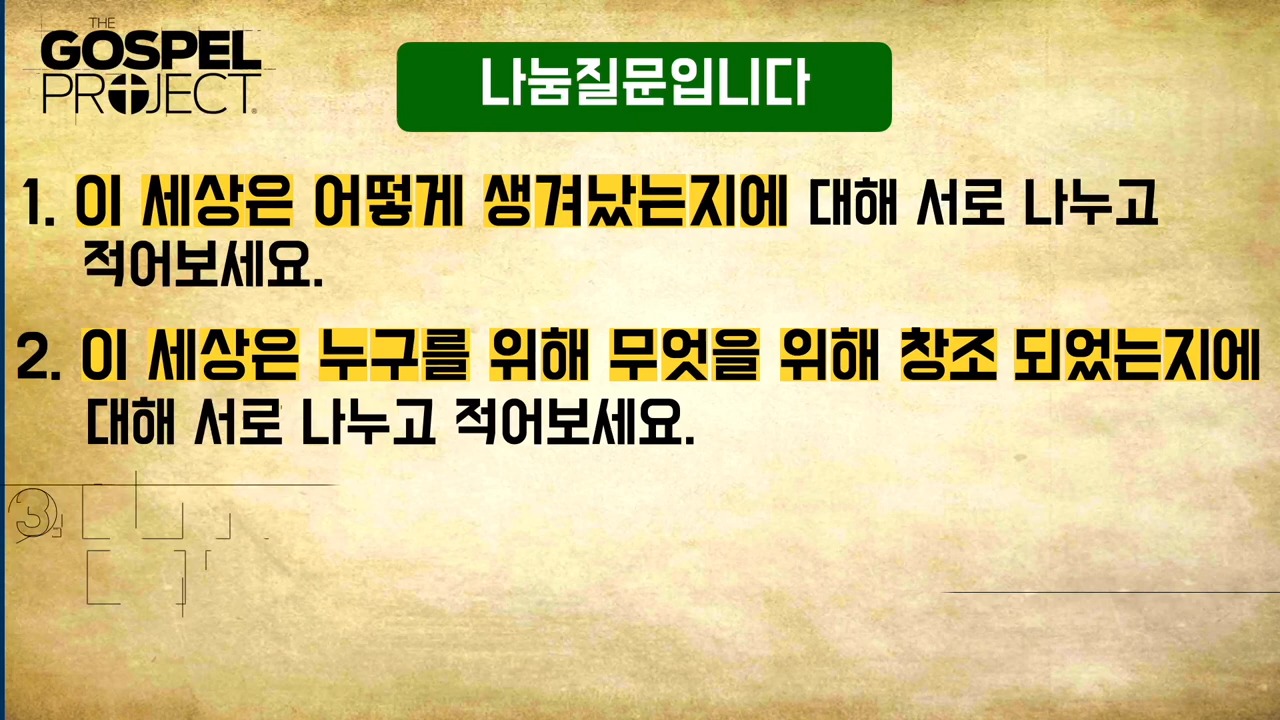 THE
GOSPEL
PROJECT®
나눔질문입니다
1. 이 세상은 어떻게 생겨났는지에 대해 서로 나누고
적어보세요.
2. 이 세상은 누구를 위해 무엇을 위해 창조 되었는지에
대해 서로 나누고 적어보세요.
3.